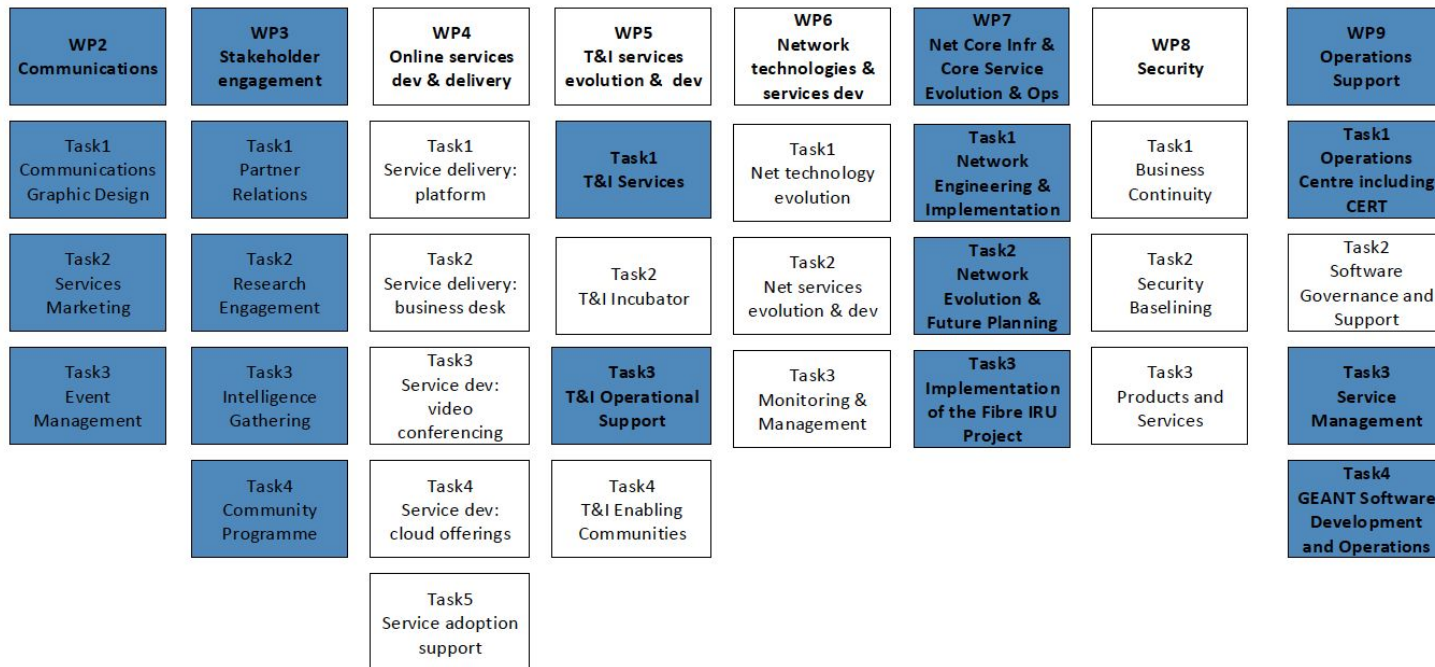 WP2
Communications
WP3
Stakeholder
engagement
WP4
Online services
dev & delivery
WP5
T&I services
evolution & dev
WP6
Network
technologies &
services dev
WP7
Net Core Infr &
Core Service
Evolution & Ops
WP8
Security
WP9
Operations
Support
Task1
Communications
Graphic Design
Task1
Partner
Relations
Task1
Service delivery:
platform
Task1
T&I Services
Task1
Net technology
evolution
Task1
Network
Engineering &
Implementation
Task1
Business
Continuity
Task1
Operations
Centre including
CERT
Task2
Services
Marketing
Task2
Research
Engagement
Task2
Service delivery:
business desk
Task2
T&I Incubator
Task2
Net services
evolution & dev
Task2
Network
Evolution &
Future Planning
Task2
Security
Baselining
Task2
Software
Governance and
Support
Task3
Event
Management
Task3
Intelligence
Gathering
Task3
Service dev:
video
conferencing
Task3
T&I Operational
Support
Task3
Monitoring &
Management
Task3
Implementation
of the Fibre IRU
Project
Task3
Products and
Services
Task3
Service
Management
Task4
Community
Programme
Task4
Service dev:
cloud offerings
Task4
T&I Enabling
Communities
Task4
GEANT Software
Development
and Operations
Task5
Service adoption
support